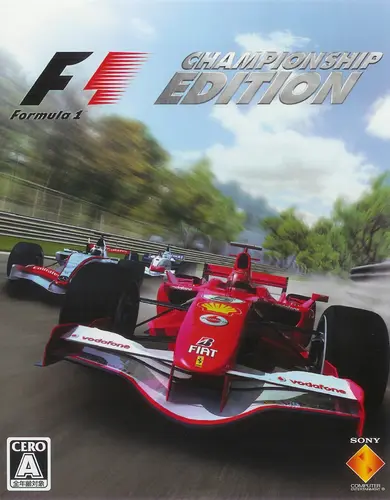 F1
Formula 1
CHAMPIONSHIP
EDITION
FIAT
vodafone
vodafone
CERO
A
全年齢対象
SONY
COMPUTER
ENTERTAINMENT